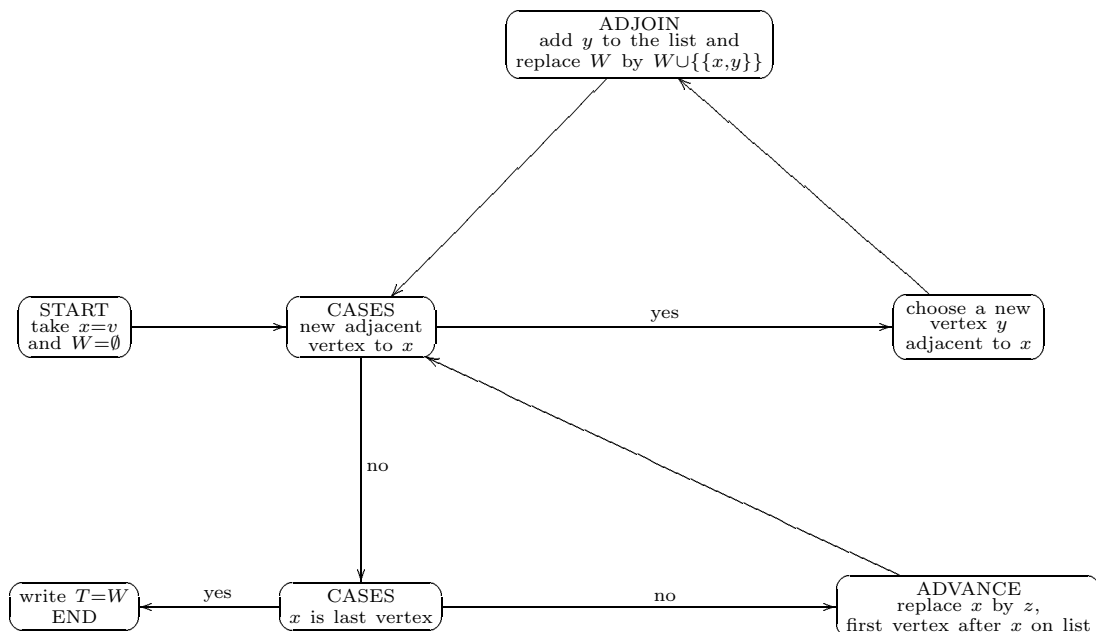 ADJOIN
add y to the list and
replace W by W∪{{x,y}}
START
take x=v
and W=∅
CASES
new adjacent
vertex to x
yes
choose a new
vertex y
adjacent to x
no
write T=W
END
yes
CASES
x is last vertex
no
ADVANCE
replace x by z,
first vertex after x on list